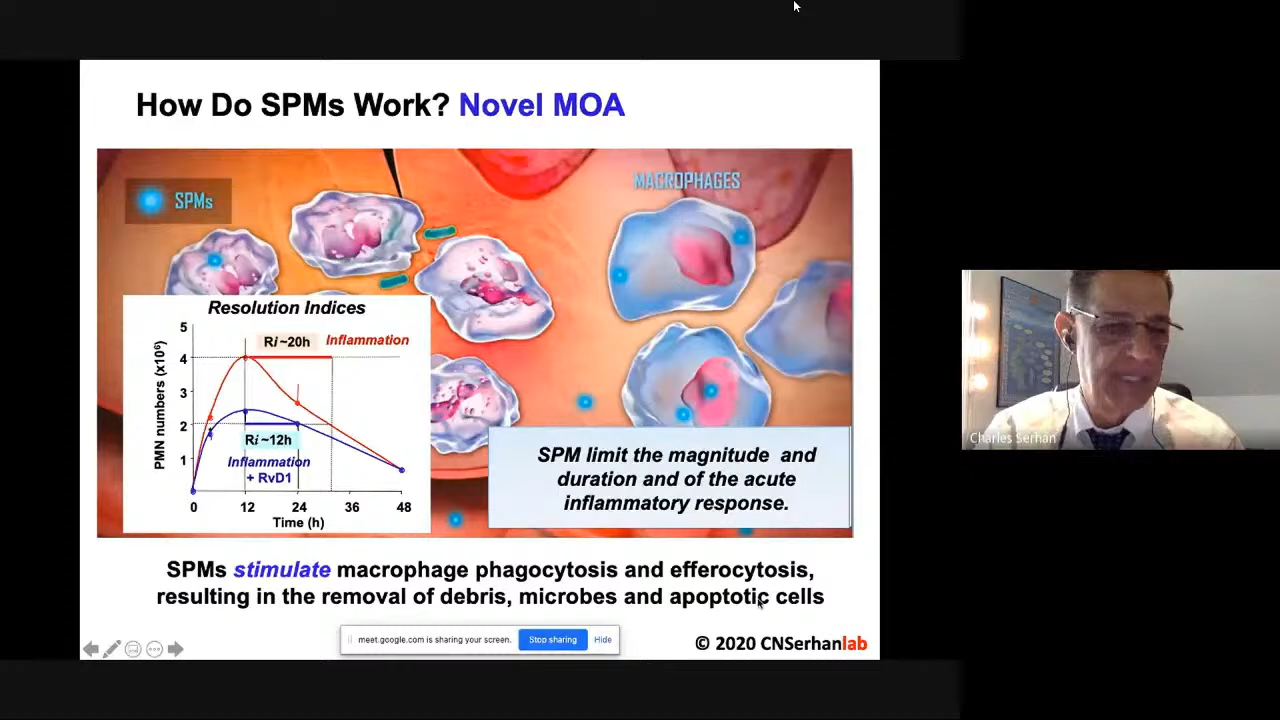 How Do SPMs Work? Novel MOA
SPMs
MACROPHAGES
Resolution Indices
PMN numbers (x10⁶)
5
4
3
2
1
Ri ~20h
Inflammation
Ri ~12h
Inflammation
+ RvD1
0
12
24
36
48
Time (h)
SPM limit the magnitude and
duration and of the acute
inflammatory response.
SPMs stimulate macrophage phagocytosis and efferocytosis,
resulting in the removal of debris, microbes and apoptotic cells
meet.google.com is sharing your screen.
Stop sharing
Hide
© 2020 CNSerhanlab
Charles Serhan